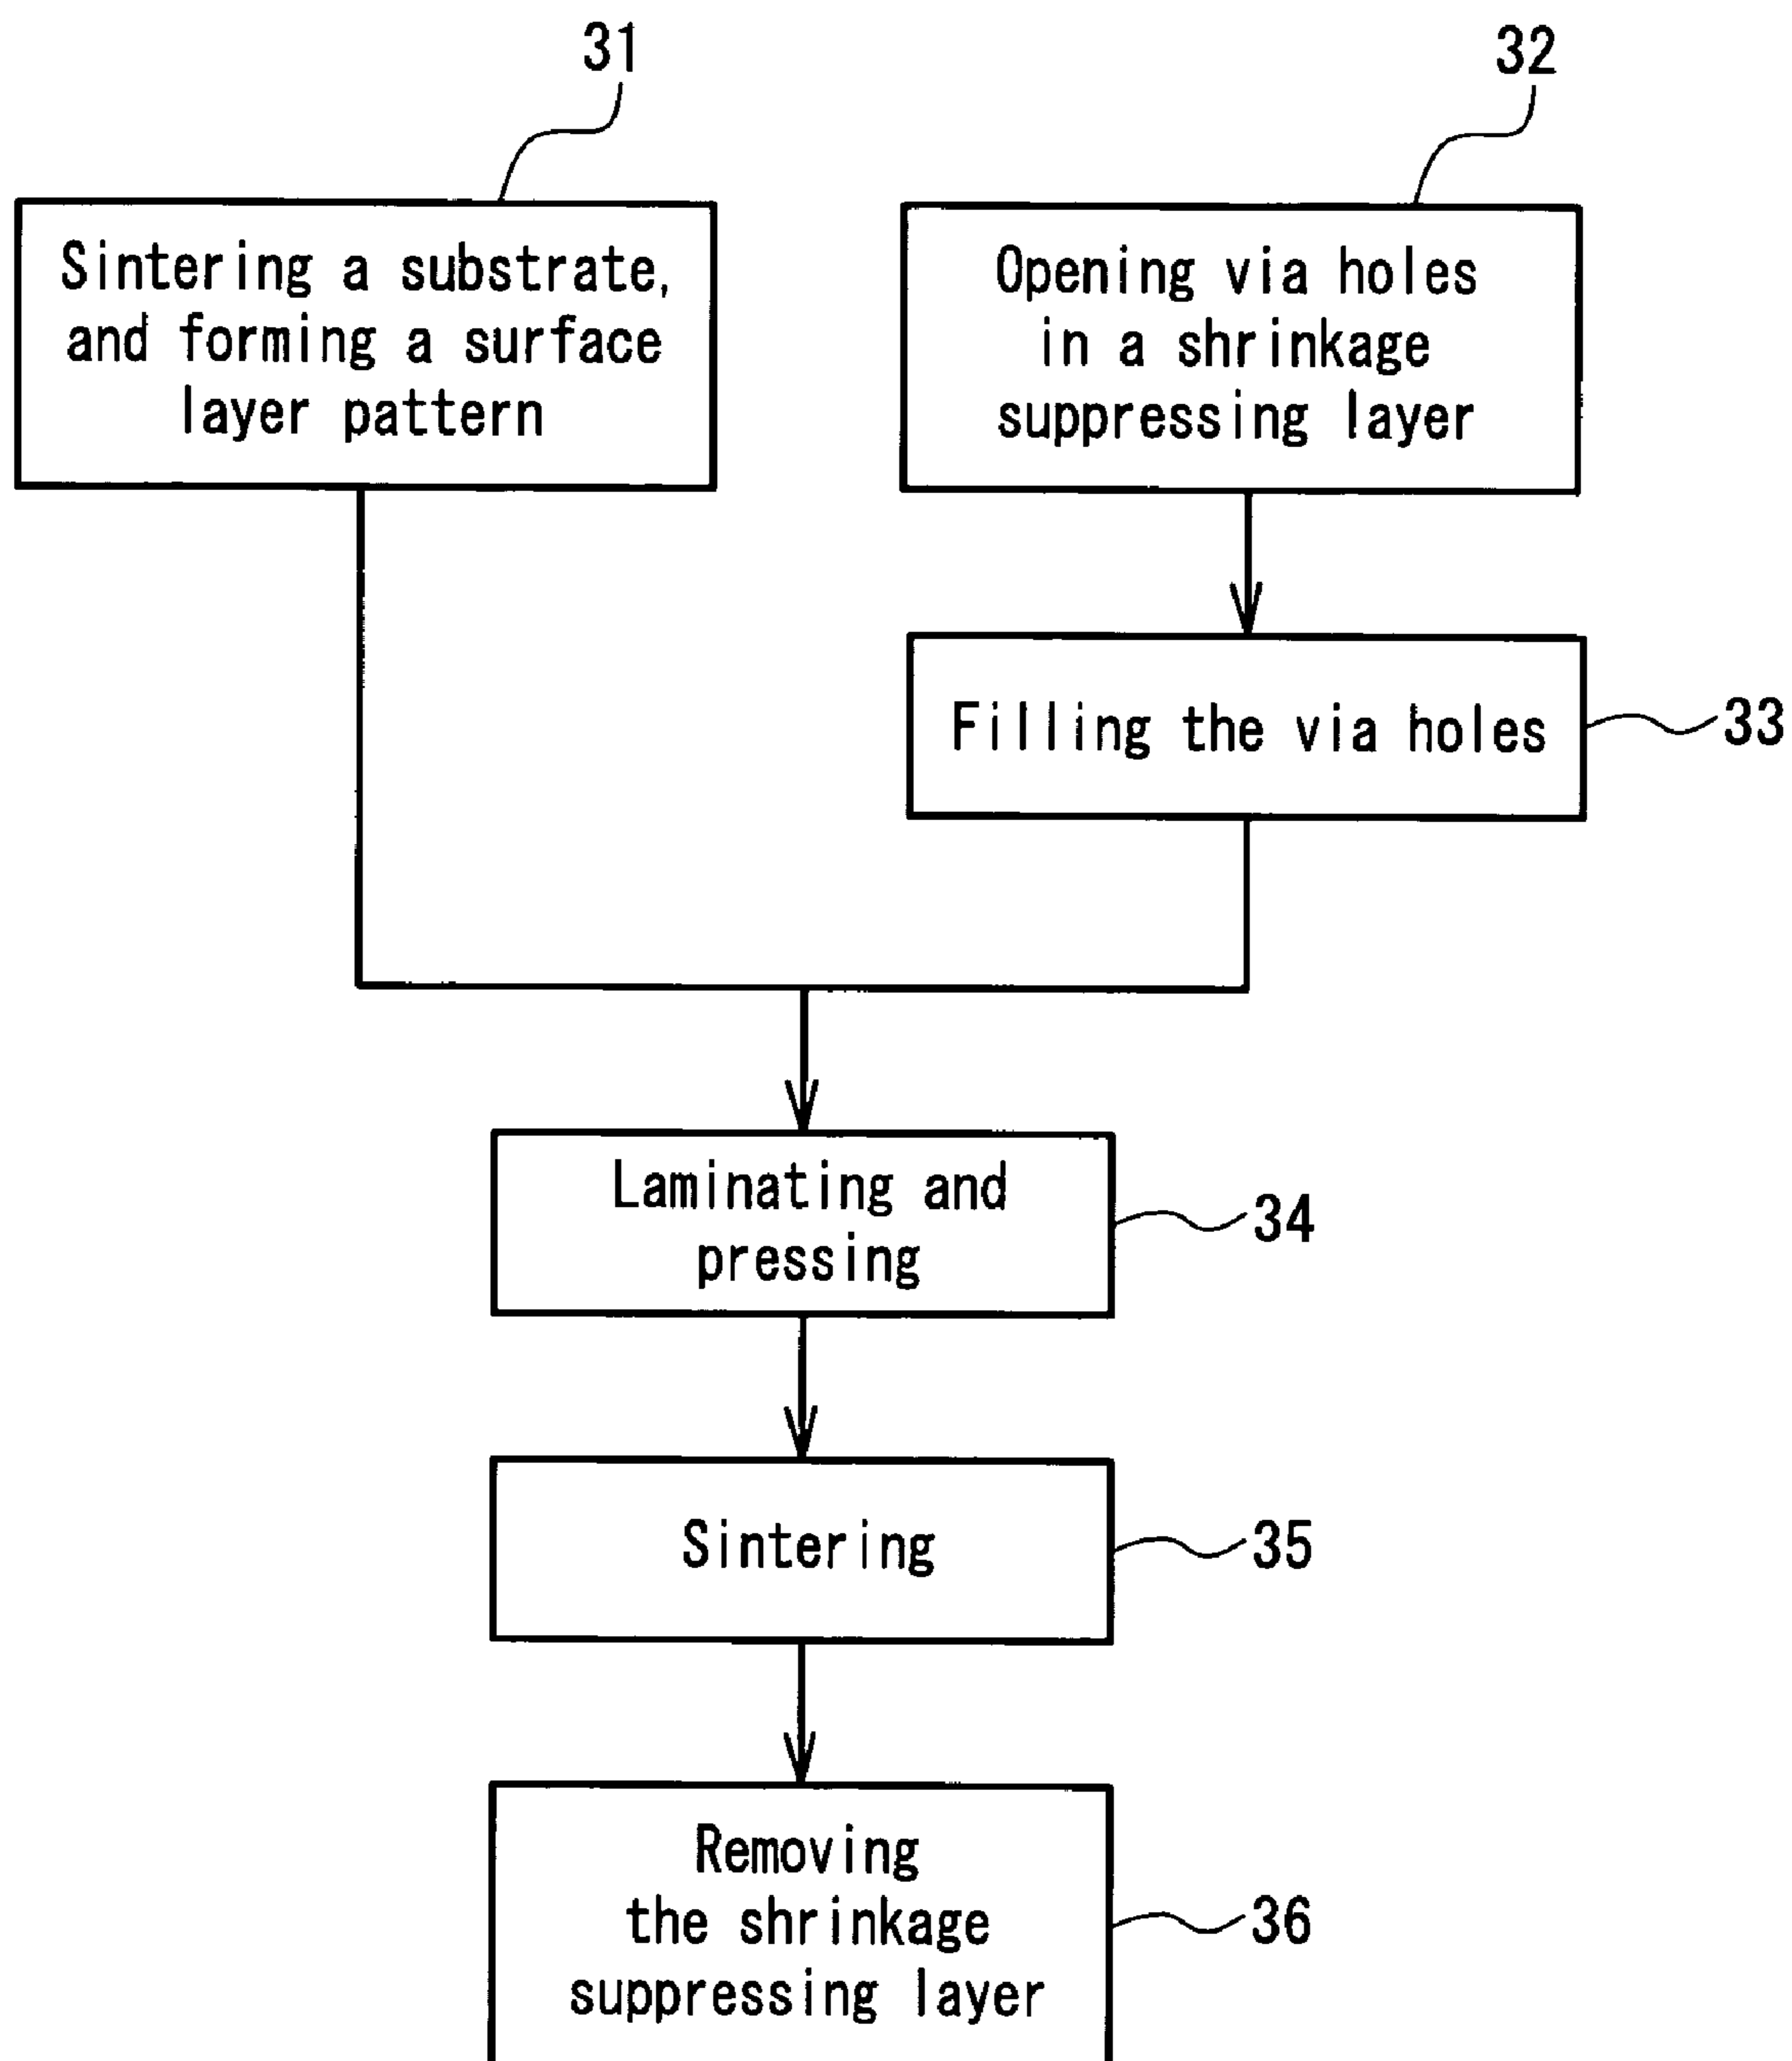 31
32
Sintering a substrate,
and forming a surface
layer pattern
Opening via holes
in a shrinkage
suppressing layer
Filling the via holes
33
Laminating and
pressing
34
Sintering
35
Removing
the shrinkage
suppressing layer
36